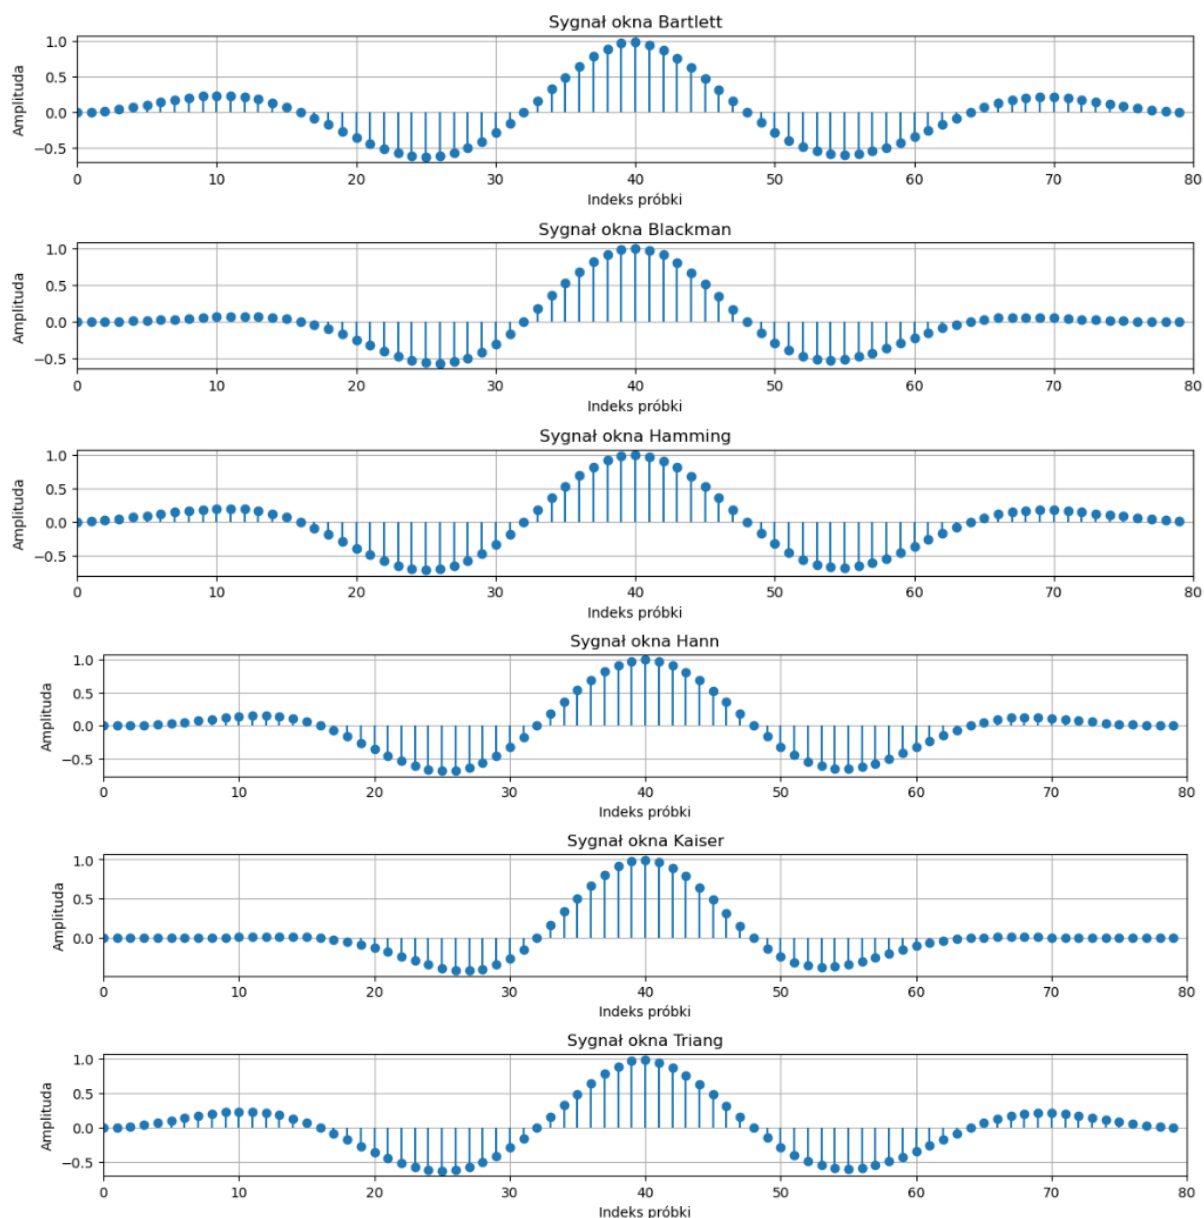 Sygnał okna Bartlett
1.0
0.5
0.0
−0.5
Amplituda
0 10 20 30 40 50 60 70 80
Indeks próbki
Sygnał okna Blackman
1.0
0.5
0.0
−0.5
Amplituda
0 10 20 30 40 50 60 70 80
Indeks próbki
Sygnał okna Hamming
1.0
0.5
0.0
−0.5
Amplituda
0 10 20 30 40 50 60 70 80
Indeks próbki
Sygnał okna Hann
1.0
0.5
0.0
−0.5
Amplituda
0 10 20 30 40 50 60 70 80
Indeks próbki
Sygnał okna Kaiser
1.0
0.5
0.0
Amplituda
0 10 20 30 40 50 60 70 80
Indeks próbki
Sygnał okna Triang
1.0
0.5
0.0
−0.5
Amplituda
0 10 20 30 40 50 60 70 80
Indeks próbki